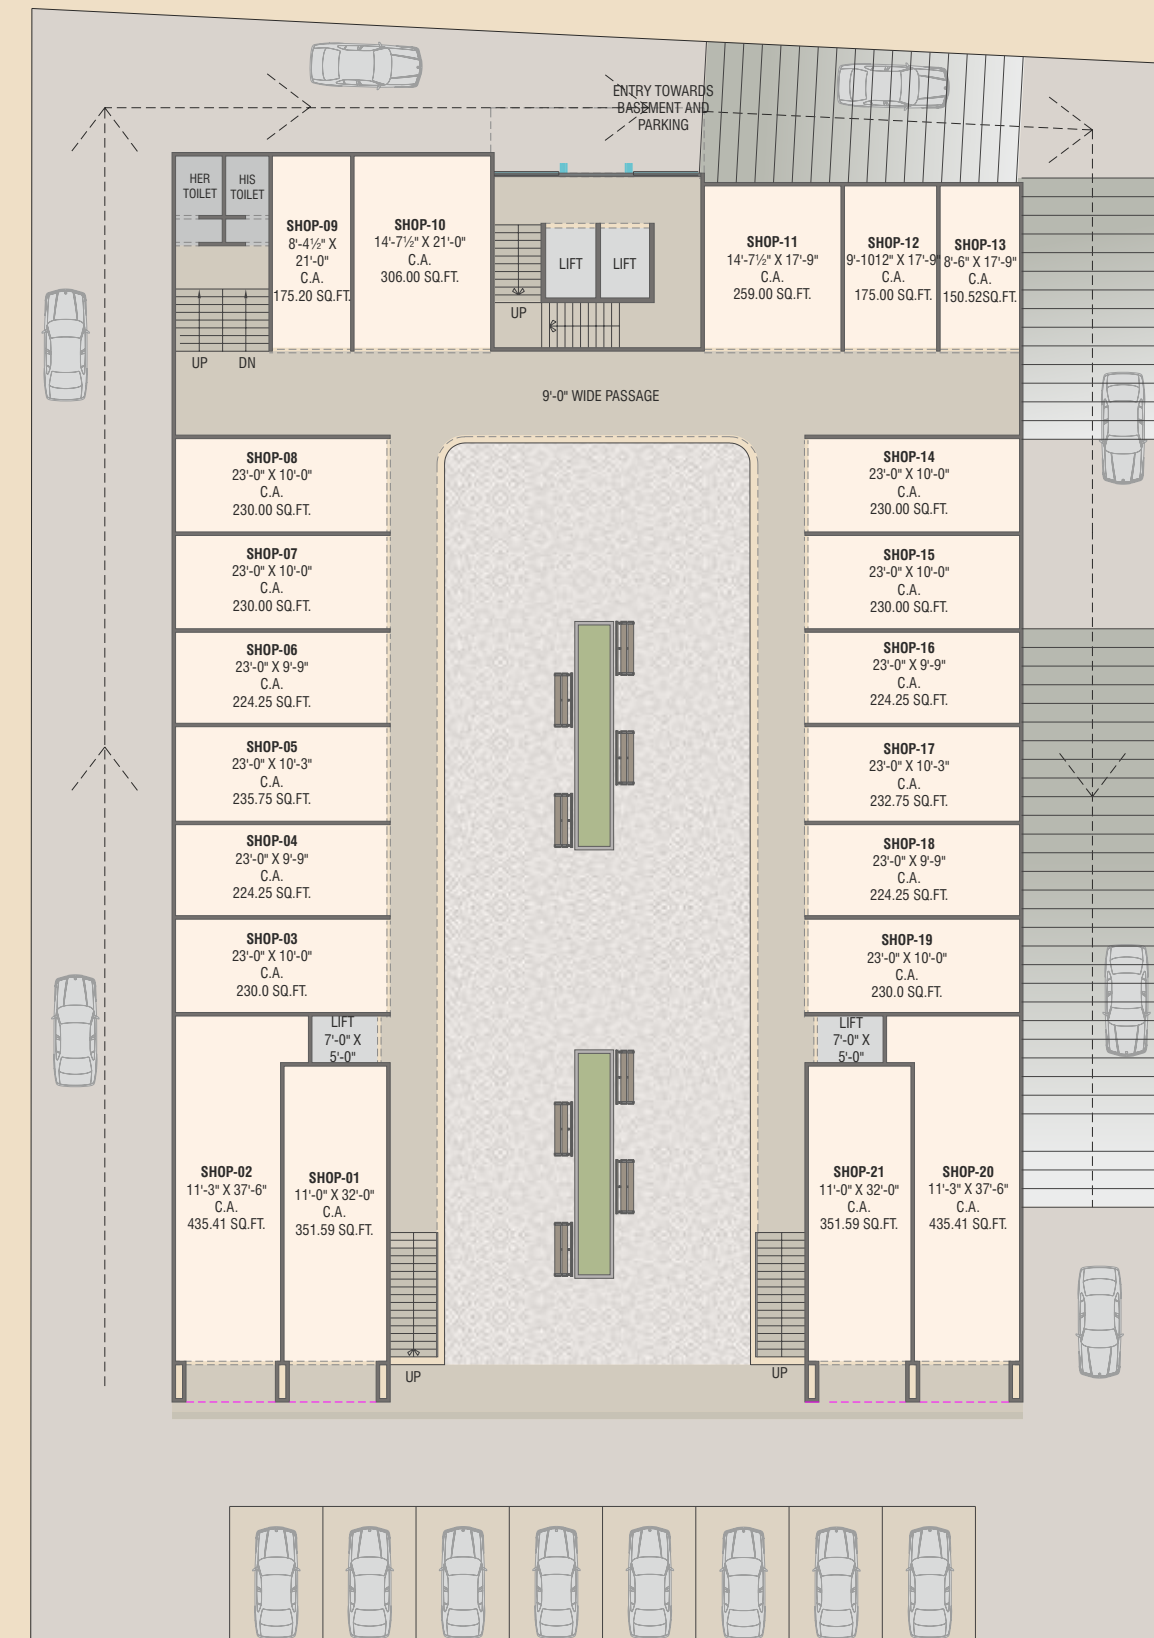 ENTRY TOWARDS
BASEMENT AND
PARKING
HER
TOILET
HIS
TOILET
SHOP-09
8'-4½" X
21'-0"
C.A.
175.20 SQ.FT.
SHOP-10
14'-7½" X 21'-0"
C.A.
306.00 SQ.FT.
LIFT
LIFT
UP
SHOP-11
14'-7½" X 17'-9"
C.A.
259.00 SQ.FT.
SHOP-12
9'-1012" X 17'-9"
C.A.
175.00 SQ.FT.
SHOP-13
8'-6" X 17'-9"
C.A.
150.52SQ.FT.
UP
DN
9'-0" WIDE PASSAGE
SHOP-08
23'-0" X 10'-0"
C.A.
230.00 SQ.FT.
SHOP-14
23'-0" X 10'-0"
C.A.
230.00 SQ.FT.
SHOP-07
23'-0" X 10'-0"
C.A.
230.00 SQ.FT.
SHOP-15
23'-0" X 10'-0"
C.A.
230.00 SQ.FT.
SHOP-06
23'-0" X 9'-9"
C.A.
224.25 SQ.FT.
SHOP-16
23'-0" X 9'-9"
C.A.
224.25 SQ.FT.
SHOP-05
23'-0" X 10'-3"
C.A.
235.75 SQ.FT.
SHOP-17
23'-0" X 10'-3"
C.A.
232.75 SQ.FT.
SHOP-04
23'-0" X 9'-9"
C.A.
224.25 SQ.FT.
SHOP-18
23'-0" X 9'-9"
C.A.
224.25 SQ.FT.
SHOP-03
23'-0" X 10'-0"
C.A.
230.0 SQ.FT.
SHOP-19
23'-0" X 10'-0"
C.A.
230.0 SQ.FT.
LIFT
7'-0" X
5'-0"
LIFT
7'-0" X
5'-0"
SHOP-02
11'-3" X 37'-6"
C.A.
435.41 SQ.FT.
SHOP-01
11'-0" X 32'-0"
C.A.
351.59 SQ.FT.
SHOP-21
11'-0" X 32'-0"
C.A.
351.59 SQ.FT.
SHOP-20
11'-3" X 37'-6"
C.A.
435.41 SQ.FT.
UP
UP